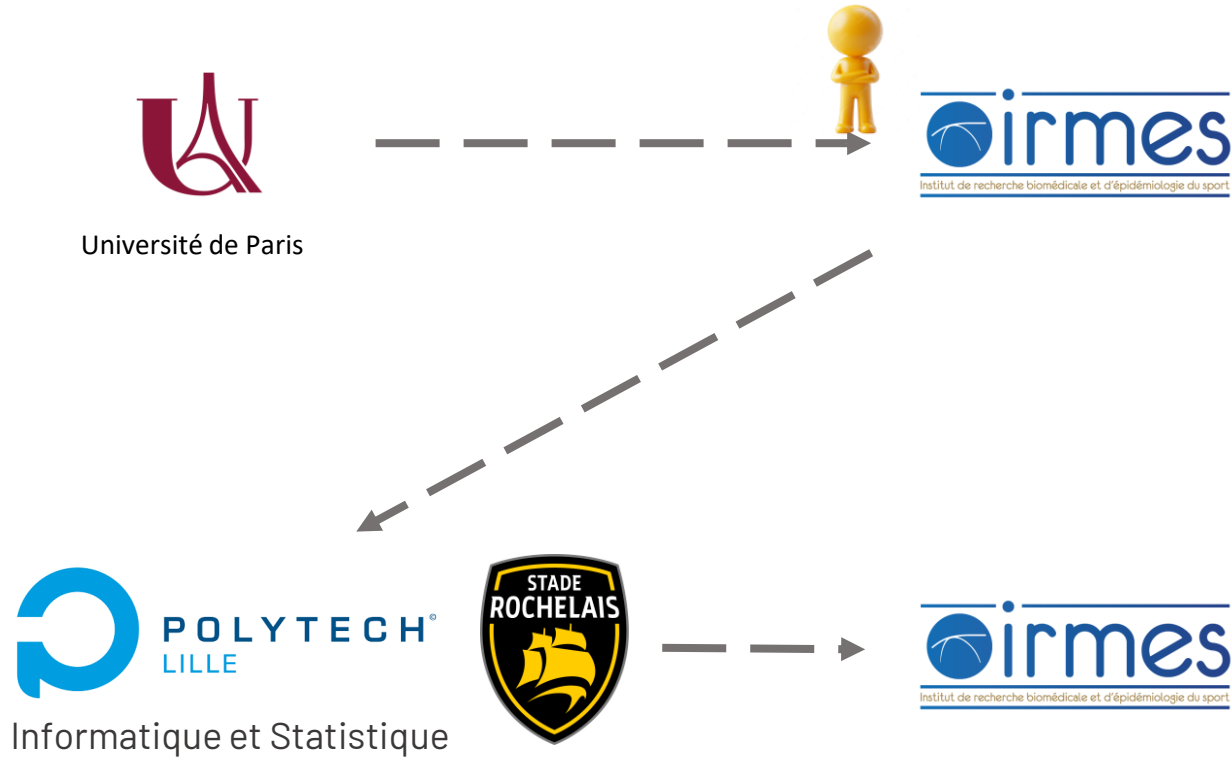 irmes
Institut de recherche biomédicale et d'épidémiologie du sport
Université de Paris
STADE
ROCHELAIS
POLYTECH©
LILLE
irmes
Institut de recherche biomédicale et d'épidémiologie du sport
Informatique et Statistique